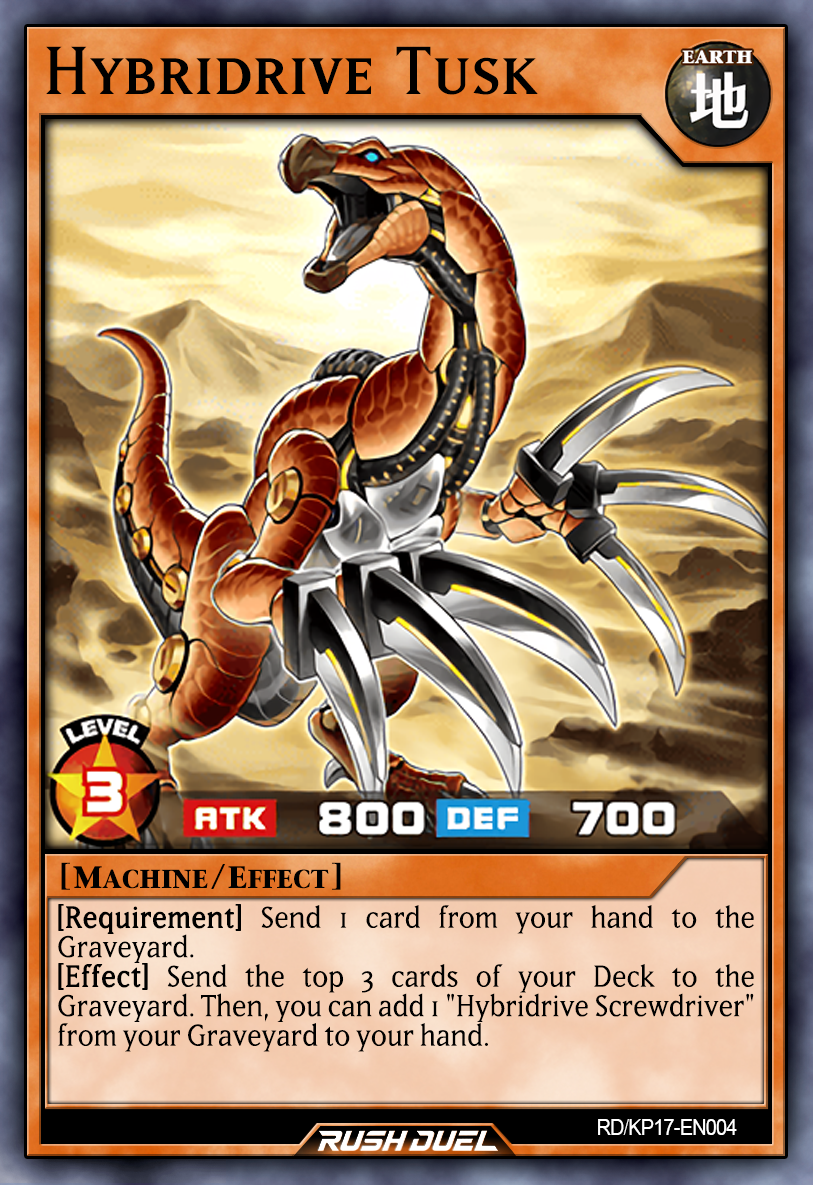 Hybridrive Tusk
EARTH
地
LEVEL
3
ATK 800 DEF 700
[Machine/Effect]
[Requirement] Send 1 card from your hand to the
Graveyard.
[Effect] Send the top 3 cards of your Deck to the
Graveyard. Then, you can add 1 "Hybridrive Screwdriver"
from your Graveyard to your hand.
RD/KP17-EN004
RUSH DUEL